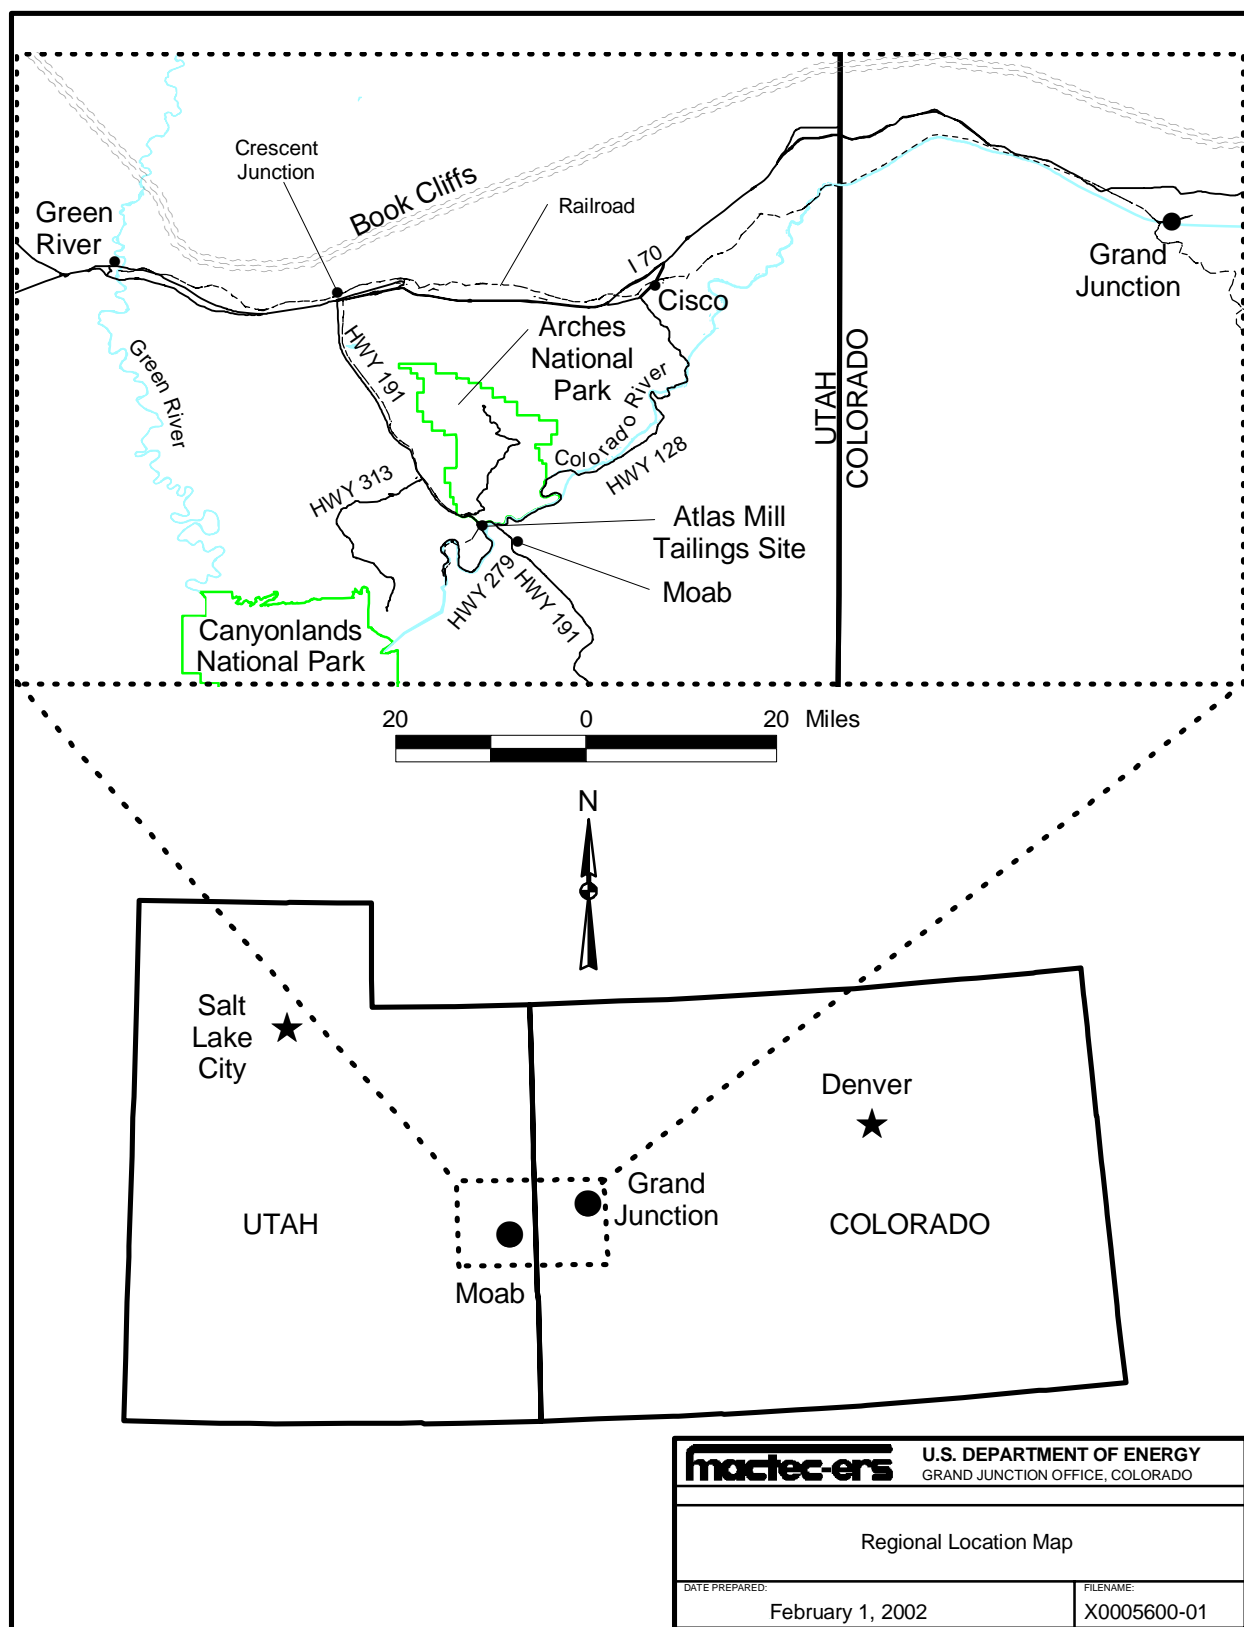 Crescent
Junction
Book Cliffs
Railroad
Green
River
I 70
Cisco
Grand
Junction
Arches
National
Park
HWY 191
Green River
Colorado River
HWY 128
UTAH
COLORADO
HWY 313
Atlas Mill
Tailings Site
Moab
HWY 279
HWY 191
Canyonlands
National Park
20 0 20 Miles
N
Salt
Lake
City
Denver
Grand
Junction
UTAH
COLORADO
Moab
mactec-ers
U.S. DEPARTMENT OF ENERGY
GRAND JUNCTION OFFICE, COLORADO
Regional Location Map
DATE PREPARED:
February 1, 2002
FILENAME:
X0005600-01